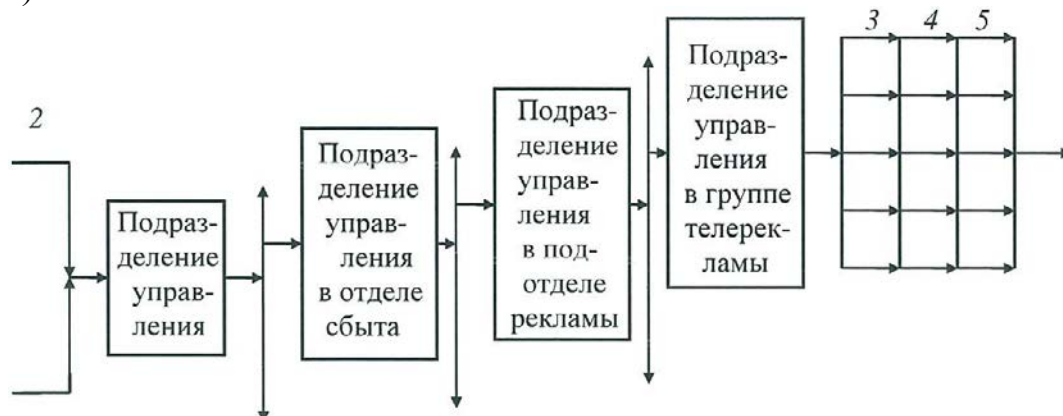 )
2
Подраз-
деление
управ-
ления
Подраз-
деление
управ-
ления
в отделе
сбыта
Подраз-
деление
управ-
ления
в под-
отделе
рекламы
Подраз-
деление
управ-
ления
в группе
телерек-
ламы
3 4 5